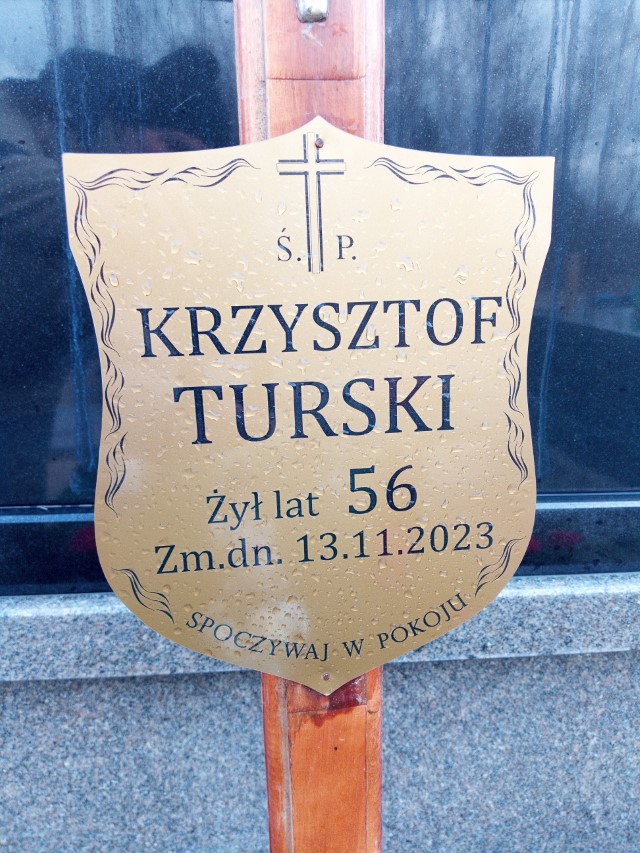 Ś. P.
KRZYSZTOF
TURSKI
Żył lat 56
Zm.dn. 13.11.2023
SPOCZYWAJ W POKOJU